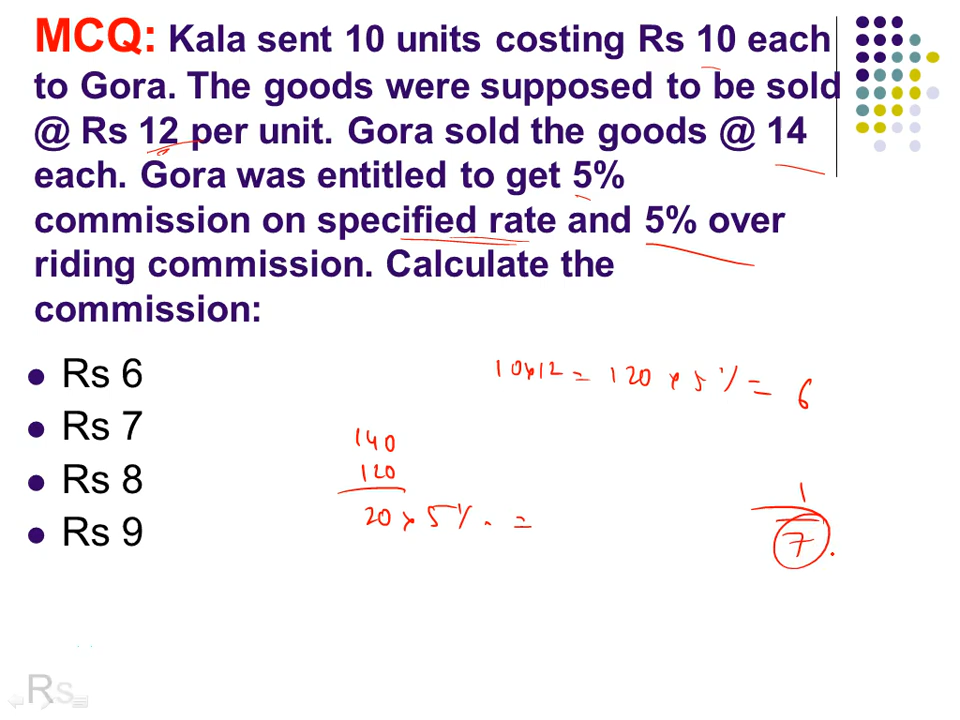 MCQ: Kala sent 10 units costing Rs 10 each
to Gora. The goods were supposed to be sold
@ Rs 12 per unit. Gora sold the goods @ 14
each. Gora was entitled to get 5%
commission on specified rate and 5% over
riding commission. Calculate the
commission:
Rs 6
10x12 = 120 x 5% = 6
Rs 7
140
120
Rs 8
20 x 5% . =
1
Rs 9
7.
Rs